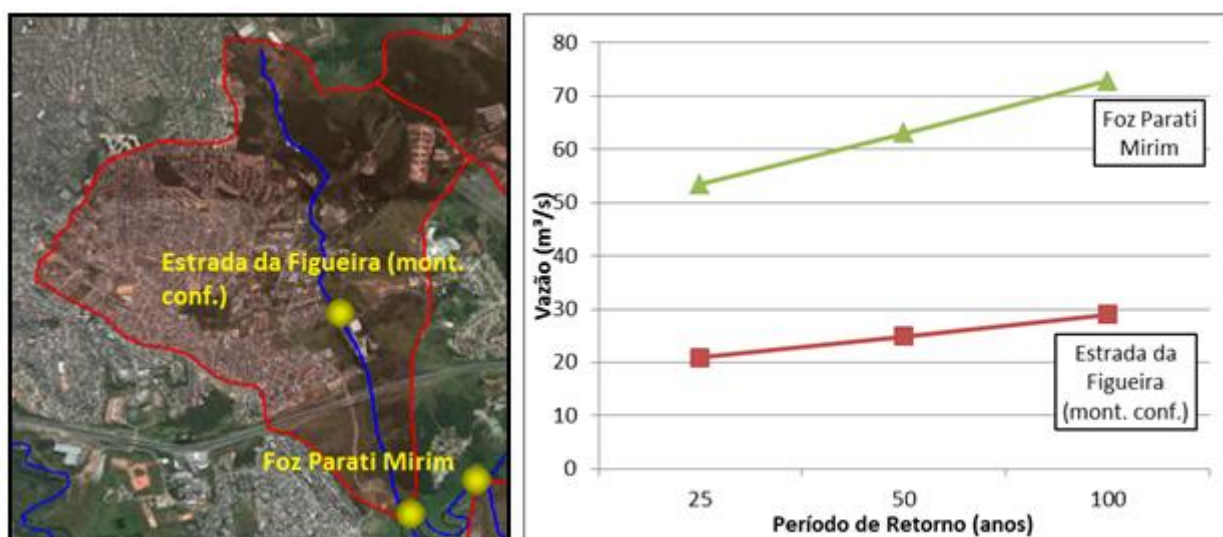 Estrada da Figueira (mont.
conf.)
Foz Parati Mirim
Vazão (m³/s)
80
70
60
50
40
30
20
10
0
25
50
100
Período de Retorno (anos)
Foz Parati
Mirim
Estrada da
Figueira
(mont. conf.)